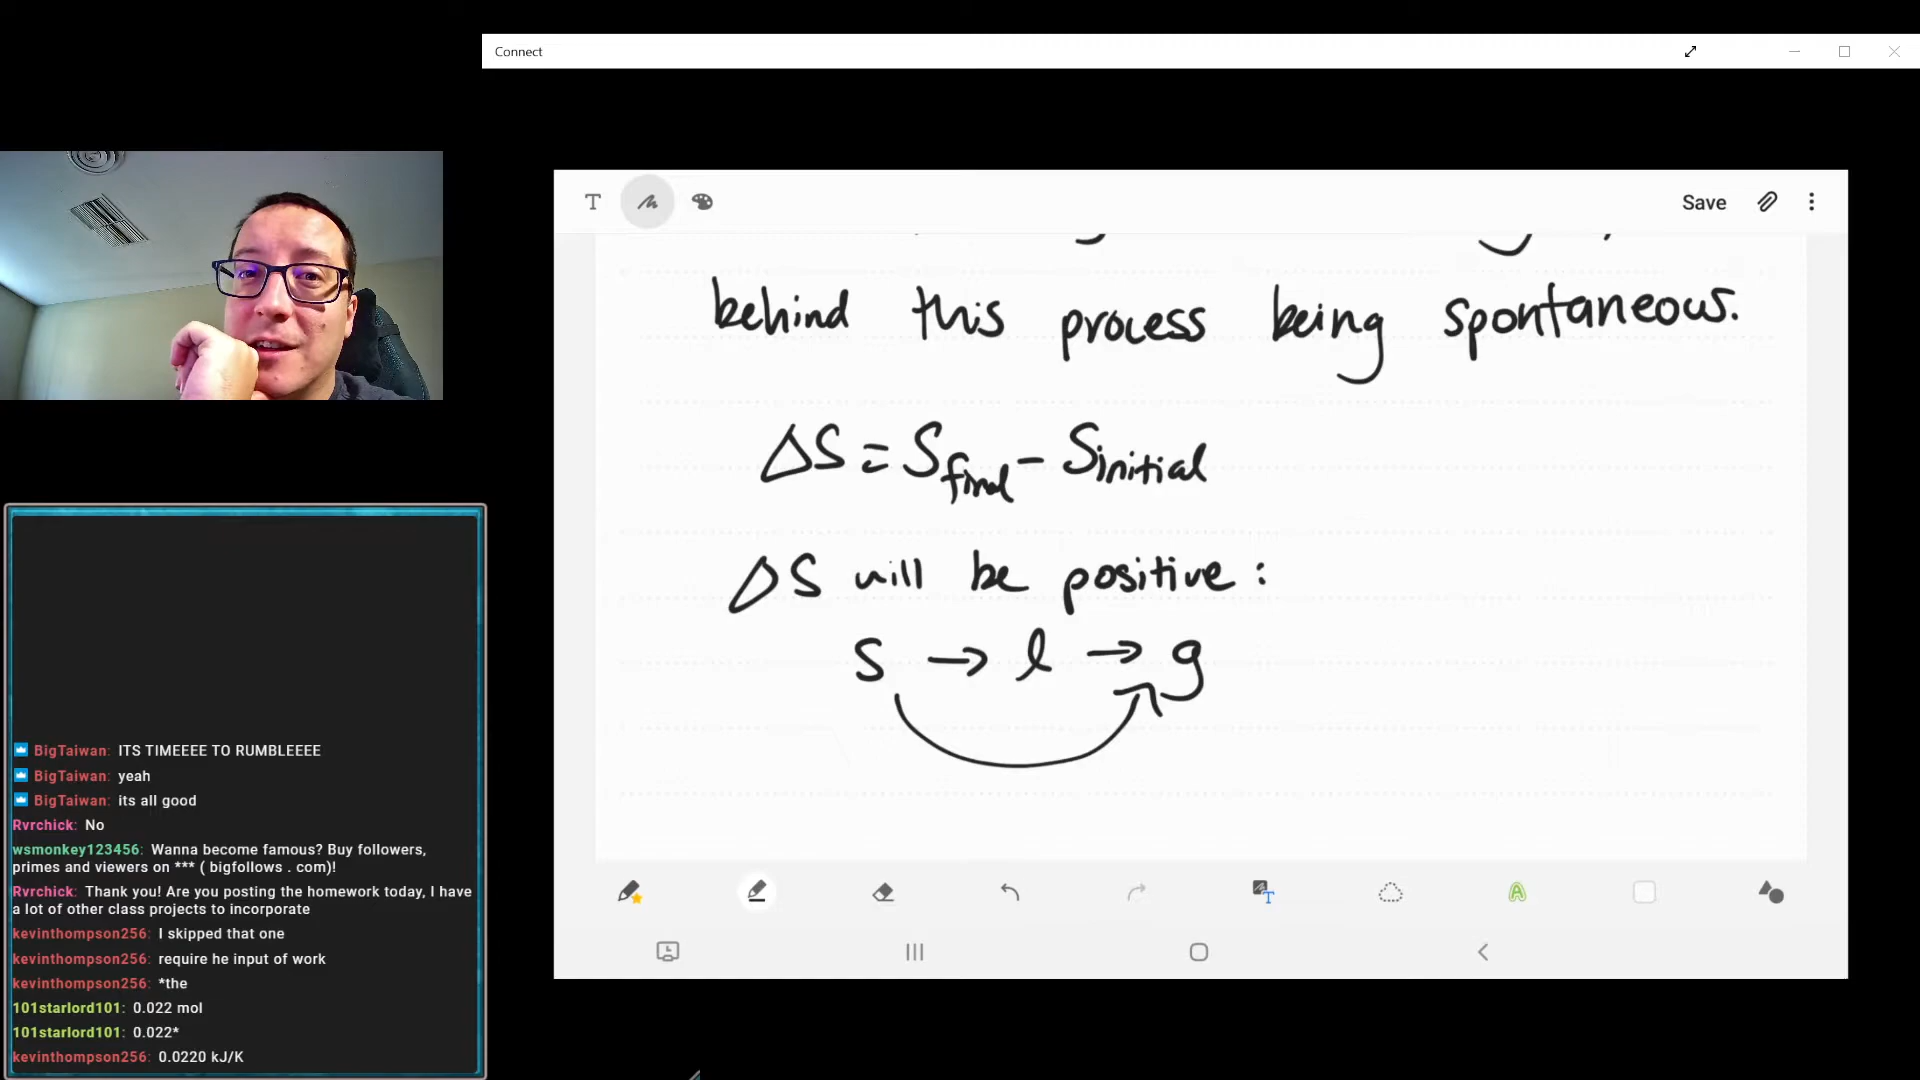 Connect
T Save
behind this process being spontaneous.
ΔS = Sfinal - Sinitial
ΔS will be positive:
s → l → g
BigTaiwan: ITS TIMEEEE TO RUMBLEEEE
BigTaiwan: yeah
BigTaiwan: its all good
Rvrchick: No
wsmonkey123456: Wanna become famous? Buy followers,
primes and viewers on *** ( bigfollows . com)!
Rvrchick: Thank you! Are you posting the homework today, I have
a lot of other class projects to incorporate
kevinthompson256: I skipped that one
kevinthompson256: require he input of work
kevinthompson256: *the
101starlord101: 0.022 mol
101starlord101: 0.022*
kevinthompson256: 0.0220 kJ/K